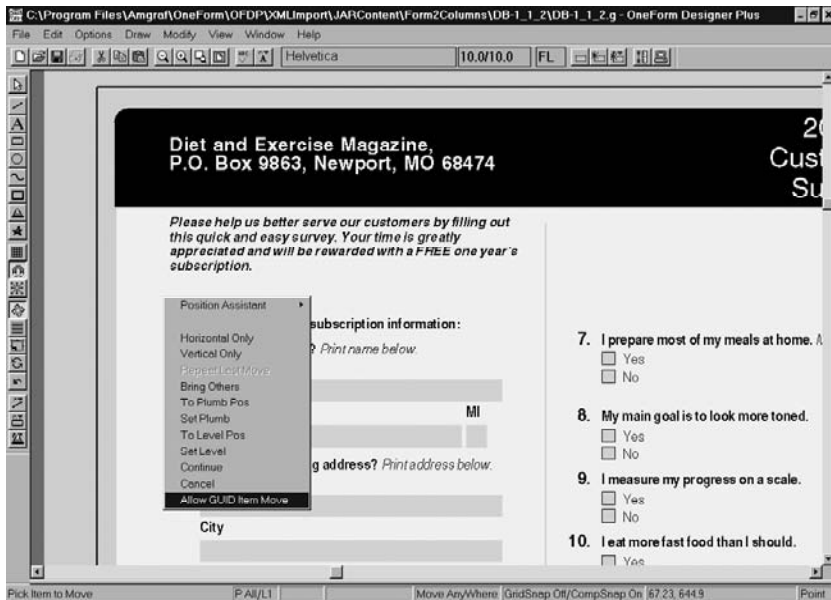 C:\Program Files\Amgraf\OneForm\OFDP\XMLImport\JARContent\Form2Columns\DB-1_1_2\DB-1_1_2.g - OneForm Designer Plus
File Edit Options Draw Modify View Window Help
Helvetica 10.0/10.0 FL
Diet and Exercise Magazine,
P.O. Box 9863, Newport, MO 68474
20
Cust
Su
Please help us better serve our customers by filling out
this quick and easy survey. Your time is greatly
appreciated and will be rewarded with a FREE one year's
subscription.
Position Assistant
Horizontal Only
Vertical Only
Repeat Last Move
Bring Others
To Plumb Pos
Set Plumb
To Level Pos
Set Level
Continue
Cancel
Allow GUID Item Move
subscription information:
? Print name below.
MI
g address? Print address below.
City
7. I prepare most of my meals at home.
Yes
No
8. My main goal is to look more toned.
Yes
No
9. I measure my progress on a scale.
Yes
No
10. I eat more fast food than I should.
Yes
Pick Item to Move P All/L1 Move AnyWhere GridSnap Off/CompSnap On 67.23, 644.9 Point